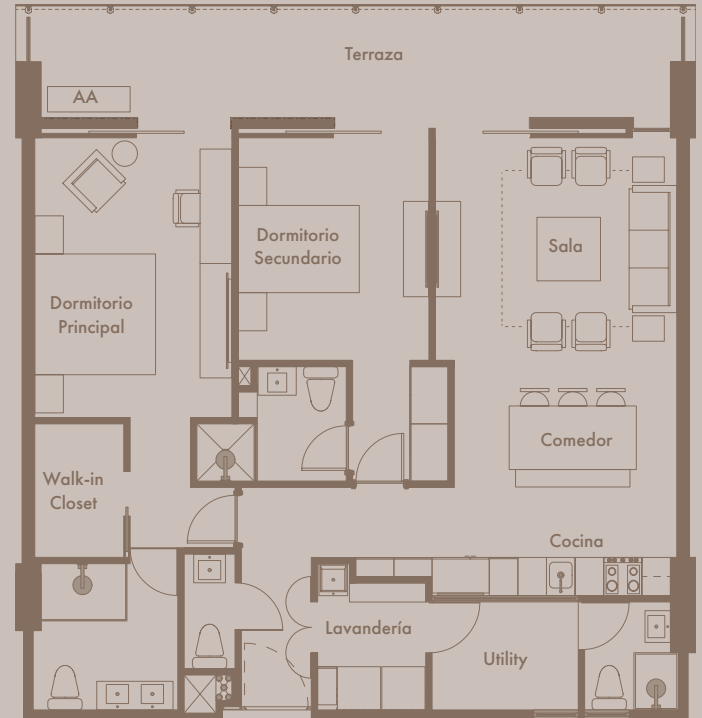 Terraza
AA
Dormitorio
Secundario
Sala
Dormitorio
Principal
Comedor
Walk-in
Closet
Cocina
Lavandería
Utility